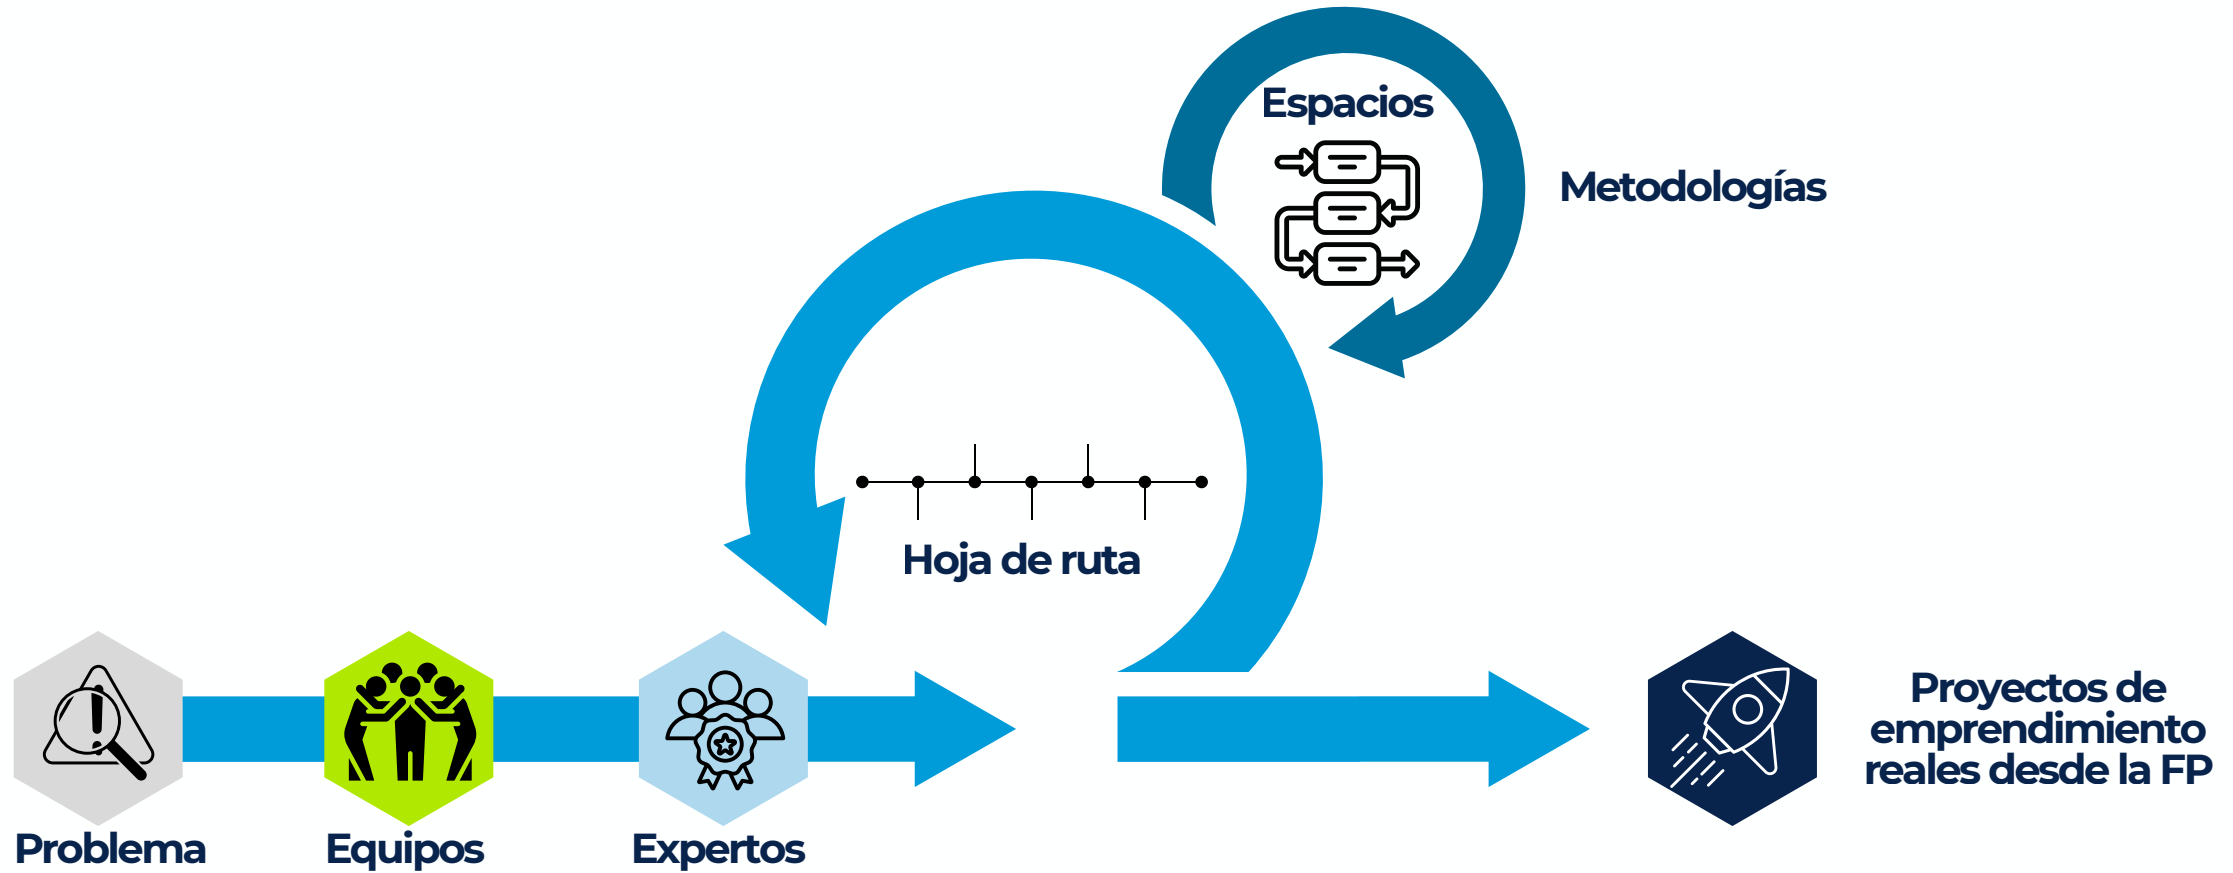 Espacios
Metodologías
Hoja de ruta
Problema
Equipos
Expertos
Proyectos de
emprendimiento
reales desde la FP